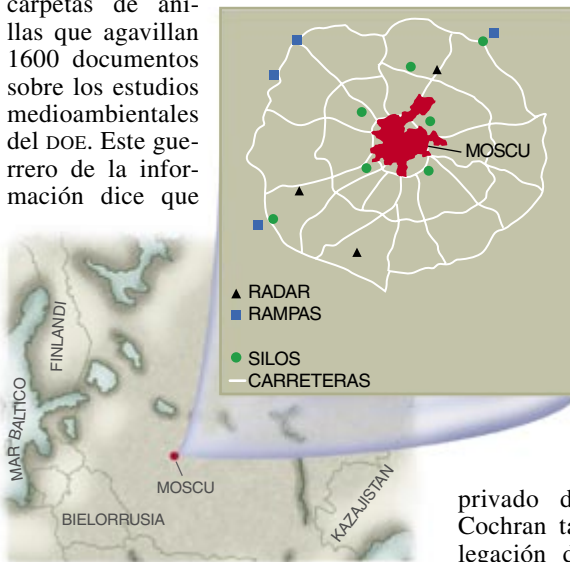 carpetas de ani-
llas que agavillan
1600 documentos
sobre los estudios
medioambientales
del DOE. Este gue-
rrero de la infor-
mación dice que
MOSCU
RADAR
RAMPAS
SILOS
CARRETERAS
FINLANDI
MAR BALTICO
MOSCU
BIELORRUSIA
KAZAJISTAN
privado d
Cochran ta
legación d